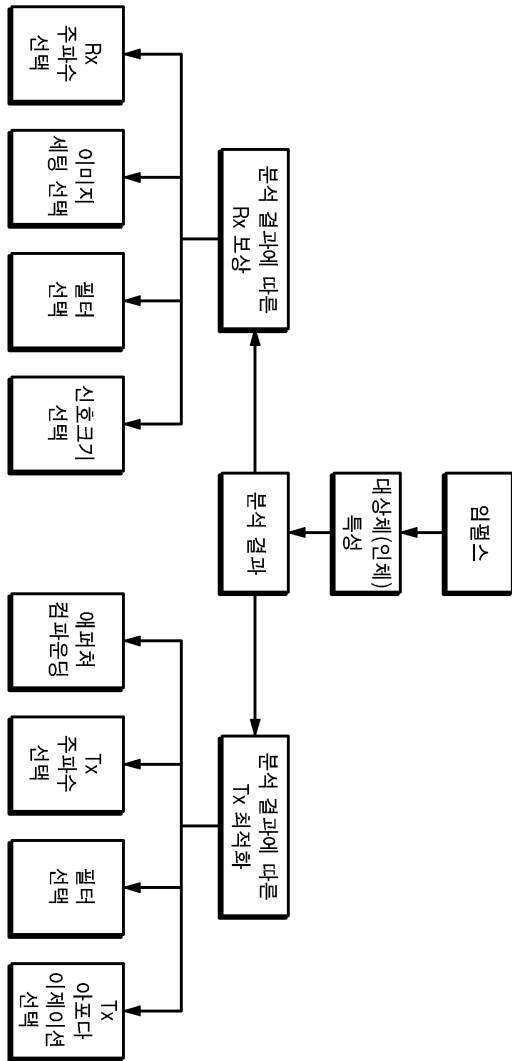 임펄스
대상체(인체)
특성
분석 결과
분석 결과에 따른
Rx 보상
분석 결과에 따른
Tx 최적화
Rx
주파수
선택
이미지
세팅 선택
필터
선택
신호크기
선택
애퍼쳐
컴파운딩
Tx
주파수
선택
필터
선택
Tx
아포다
이제이션
선택